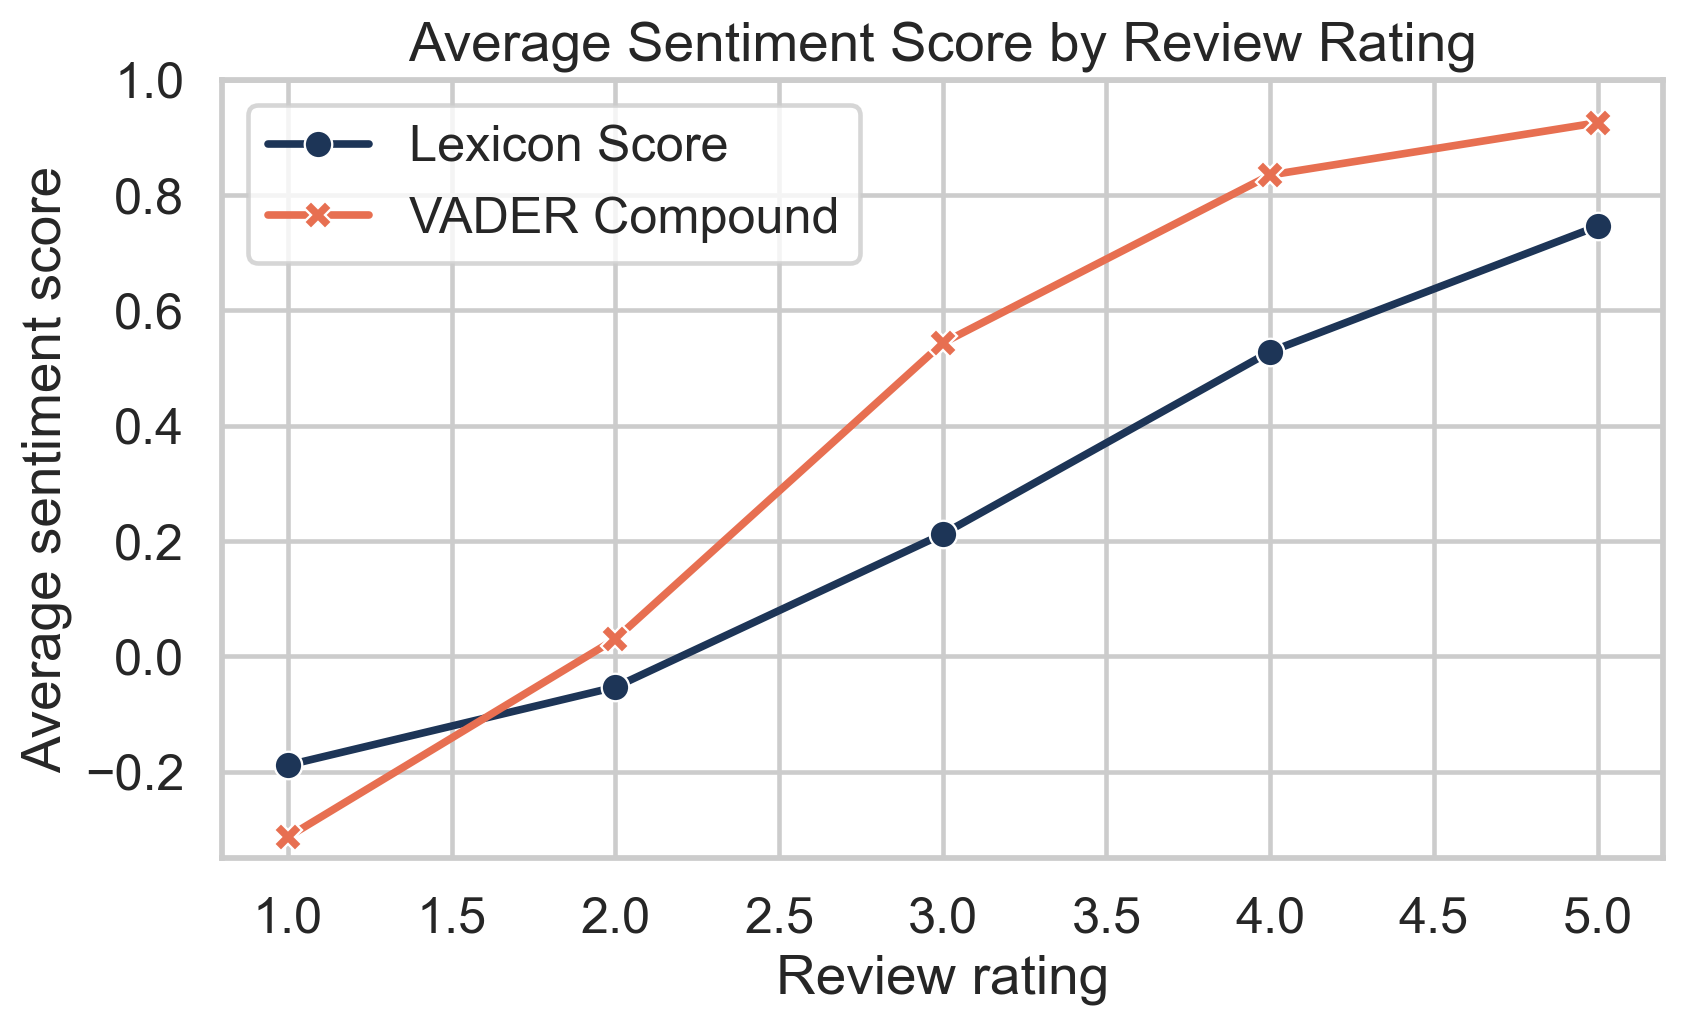 Average Sentiment Score by Review Rating
1.0
0.8
0.6
0.4
0.2
0.0
−0.2
Average sentiment score
Lexicon Score
VADER Compound
1.0 1.5 2.0 2.5 3.0 3.5 4.0 4.5 5.0
Review rating